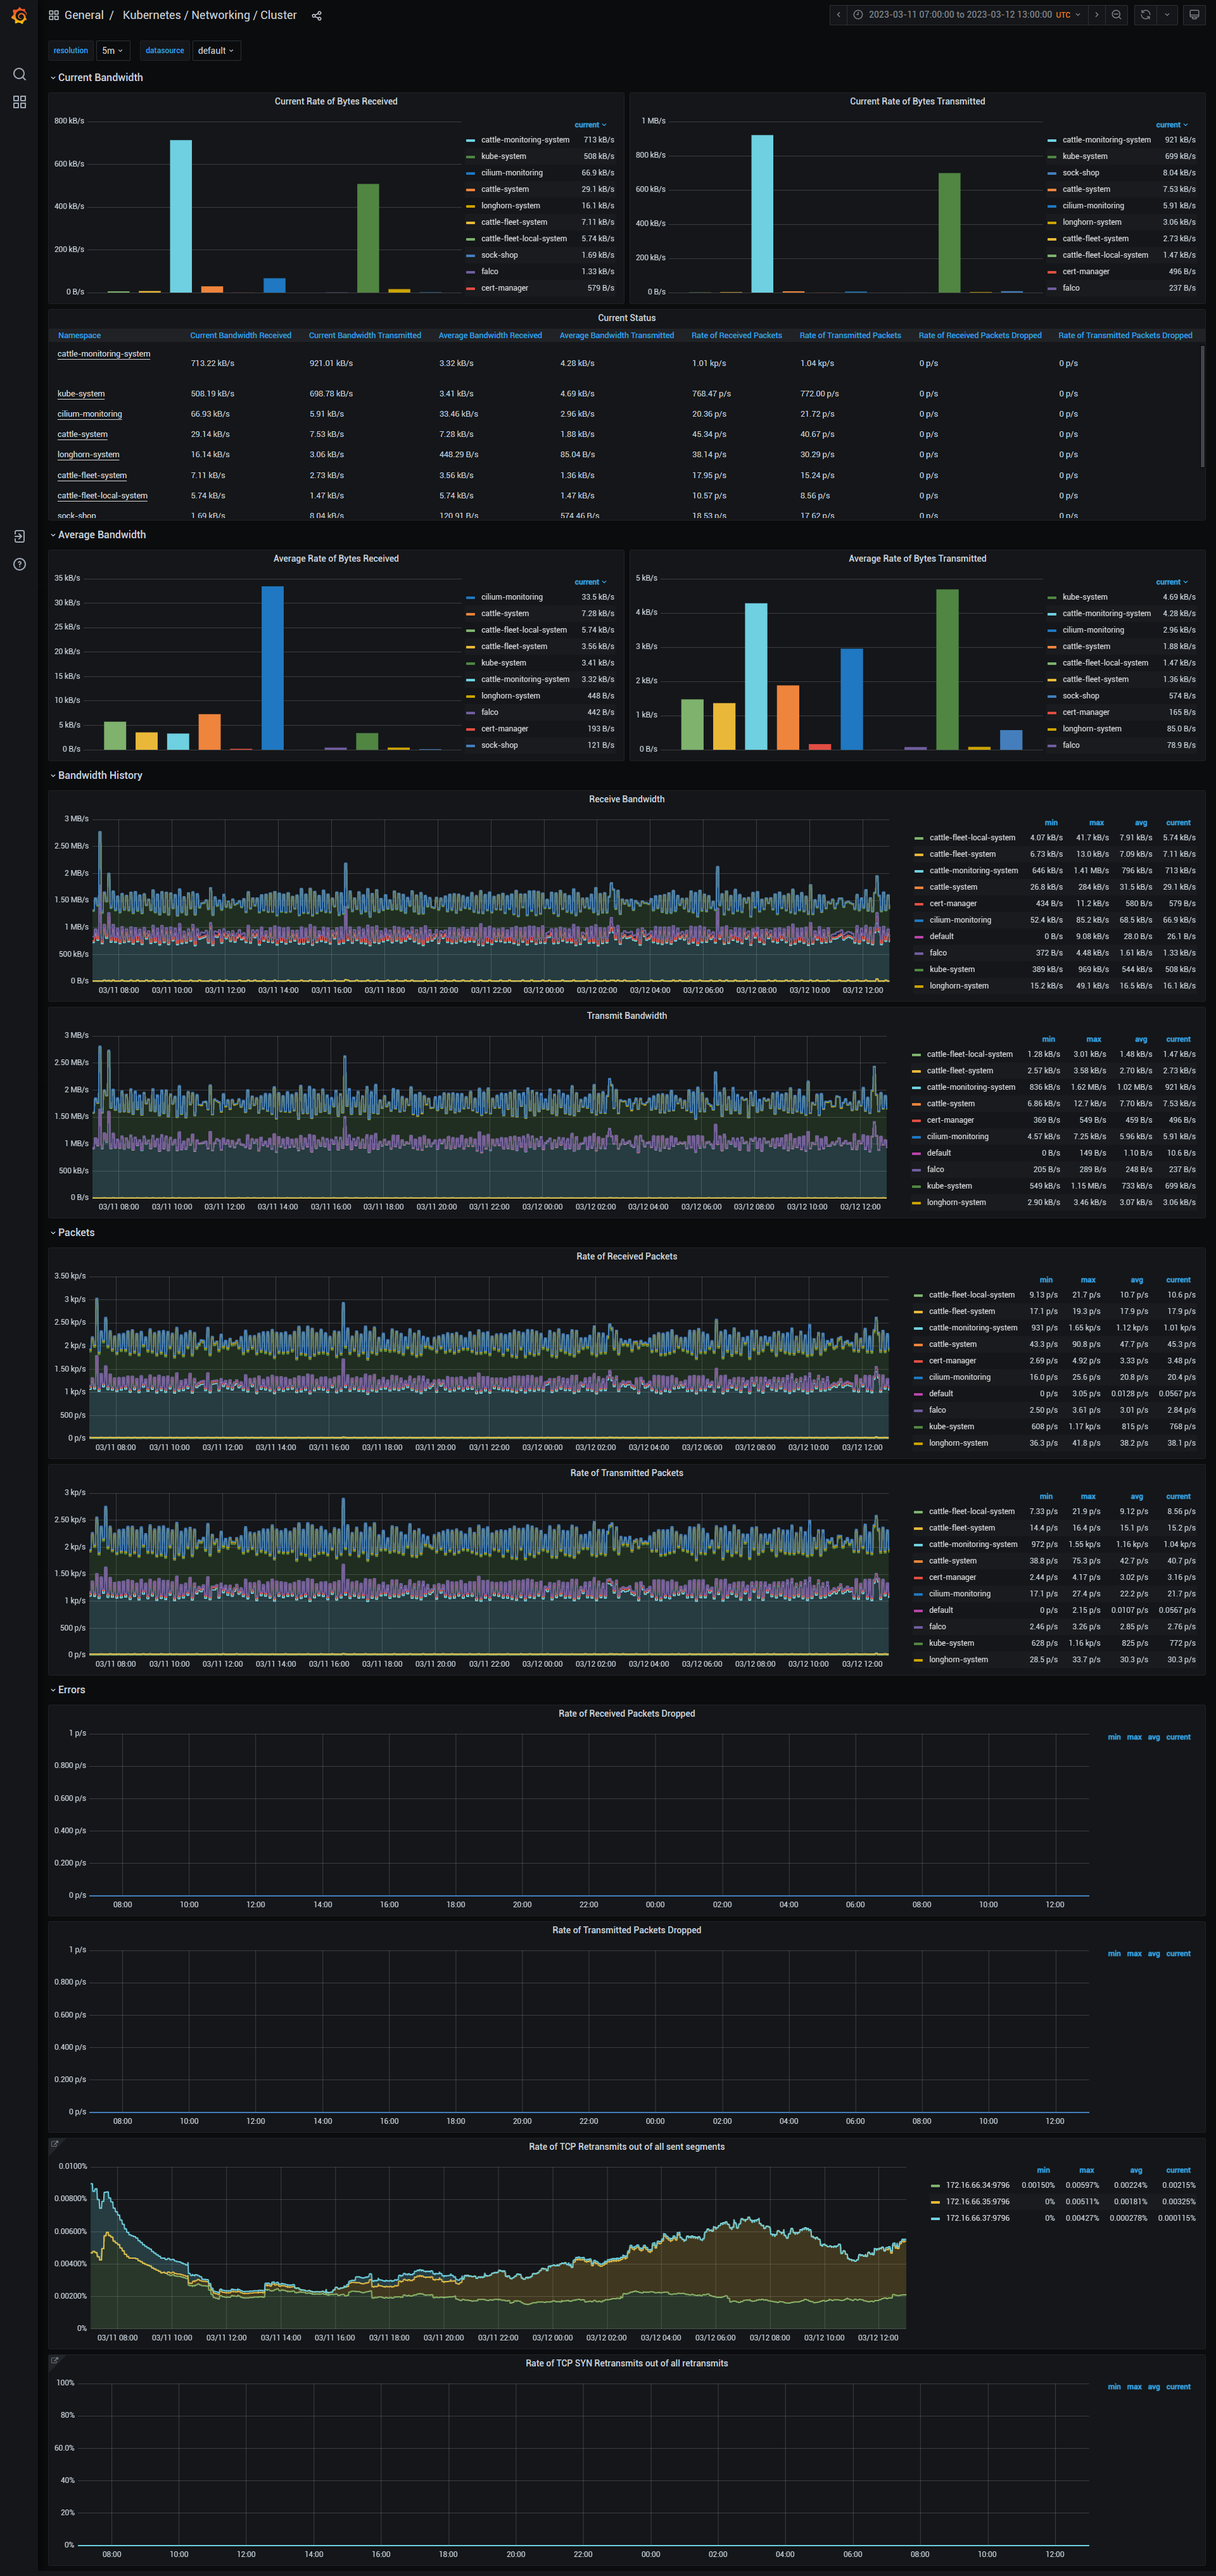 General / Kubernetes / Networking / Cluster
2023-03-11 07:00:00 to 2023-03-12 13:00:00 UTC
resolution 5m datasource default
Current Bandwidth
Current Rate of Bytes Received
800 kB/s
600 kB/s
400 kB/s
200 kB/s
0 B/s
current
cattle-monitoring-system 713 kB/s
kube-system 508 kB/s
cilium-monitoring 66.9 kB/s
cattle-system 29.1 kB/s
longhorn-system 16.1 kB/s
cattle-fleet-system 7.11 kB/s
cattle-fleet-local-system 5.74 kB/s
sock-shop 1.69 kB/s
falco 1.33 kB/s
cert-manager 579 B/s
Current Rate of Bytes Transmitted
1 MB/s
800 kB/s
600 kB/s
400 kB/s
200 kB/s
0 B/s
current
cattle-monitoring-system 921 kB/s
kube-system 699 kB/s
sock-shop 8.04 kB/s
cattle-system 7.53 kB/s
cilium-monitoring 5.91 kB/s
longhorn-system 3.06 kB/s
cattle-fleet-system 2.73 kB/s
cattle-fleet-local-system 1.47 kB/s
cert-manager 496 B/s
falco 237 B/s
Current Status
Namespace Current Bandwidth Received Current Bandwidth Transmitted Average Bandwidth Received Average Bandwidth Transmitted Rate of Received Packets Rate of Transmitted Packets Rate of Received Packets Dropped Rate of Transmitted Packets Dropped
cattle-monitoring-system 713.22 kB/s 921.01 kB/s 3.32 kB/s 4.28 kB/s 1.01 kp/s 1.04 kp/s 0 p/s 0 p/s
kube-system 508.19 kB/s 698.78 kB/s 3.41 kB/s 4.69 kB/s 768.47 p/s 772.00 p/s 0 p/s 0 p/s
cilium-monitoring 66.93 kB/s 5.91 kB/s 33.46 kB/s 2.96 kB/s 20.36 p/s 21.72 p/s 0 p/s 0 p/s
cattle-system 29.14 kB/s 7.53 kB/s 7.28 kB/s 1.88 kB/s 45.34 p/s 40.67 p/s 0 p/s 0 p/s
longhorn-system 16.14 kB/s 3.06 kB/s 448.29 B/s 85.04 B/s 38.14 p/s 30.29 p/s 0 p/s 0 p/s
cattle-fleet-system 7.11 kB/s 2.73 kB/s 3.56 kB/s 1.36 kB/s 17.95 p/s 15.24 p/s 0 p/s 0 p/s
cattle-fleet-local-system 5.74 kB/s 1.47 kB/s 5.74 kB/s 1.47 kB/s 10.57 p/s 8.56 p/s 0 p/s 0 p/s
sock-shop 1.69 kB/s 8.04 kB/s 120.91 B/s 574.46 B/s 18.53 p/s 17.62 p/s 0 p/s 0 p/s
Average Bandwidth
Average Rate of Bytes Received
35 kB/s
30 kB/s
25 kB/s
20 kB/s
15 kB/s
10 kB/s
5 kB/s
0 B/s
current
cilium-monitoring 33.5 kB/s
cattle-system 7.28 kB/s
cattle-fleet-local-system 5.74 kB/s
cattle-fleet-system 3.56 kB/s
kube-system 3.41 kB/s
cattle-monitoring-system 3.32 kB/s
longhorn-system 448 B/s
falco 442 B/s
cert-manager 193 B/s
sock-shop 121 B/s
Average Rate of Bytes Transmitted
5 kB/s
4 kB/s
3 kB/s
2 kB/s
1 kB/s
0 B/s
current
kube-system 4.69 kB/s
cattle-monitoring-system 4.28 kB/s
cilium-monitoring 2.96 kB/s
cattle-system 1.88 kB/s
cattle-fleet-local-system 1.47 kB/s
cattle-fleet-system 1.36 kB/s
sock-shop 574 B/s
cert-manager 165 B/s
longhorn-system 85.0 B/s
falco 78.9 B/s
Bandwidth History
Receive Bandwidth
3 MB/s
2.50 MB/s
2 MB/s
1.50 MB/s
1 MB/s
500 kB/s
0 B/s
03/11 08:00 03/11 10:00 03/11 12:00 03/11 14:00 03/11 16:00 03/11 18:00 03/11 20:00 03/11 22:00 03/12 00:00 03/12 02:00 03/12 04:00 03/12 06:00 03/12 08:00 03/12 10:00 03/12 12:00
min max avg current
cattle-fleet-local-system 4.07 kB/s 41.7 kB/s 7.91 kB/s 5.74 kB/s
cattle-fleet-system 6.73 kB/s 13.0 kB/s 7.09 kB/s 7.11 kB/s
cattle-monitoring-system 646 kB/s 1.41 MB/s 796 kB/s 713 kB/s
cattle-system 26.8 kB/s 284 kB/s 31.5 kB/s 29.1 kB/s
cert-manager 434 B/s 11.2 kB/s 580 B/s 579 B/s
cilium-monitoring 52.4 kB/s 85.2 kB/s 68.5 kB/s 66.9 kB/s
default 0 B/s 9.08 kB/s 28.0 B/s 26.1 B/s
falco 372 B/s 4.48 kB/s 1.61 kB/s 1.33 kB/s
kube-system 389 kB/s 969 kB/s 544 kB/s 508 kB/s
longhorn-system 15.2 kB/s 49.1 kB/s 16.5 kB/s 16.1 kB/s
Transmit Bandwidth
3 MB/s
2.50 MB/s
2 MB/s
1.50 MB/s
1 MB/s
500 kB/s
0 B/s
03/11 08:00 03/11 10:00 03/11 12:00 03/11 14:00 03/11 16:00 03/11 18:00 03/11 20:00 03/11 22:00 03/12 00:00 03/12 02:00 03/12 04:00 03/12 06:00 03/12 08:00 03/12 10:00 03/12 12:00
min max avg current
cattle-fleet-local-system 1.28 kB/s 3.01 kB/s 1.48 kB/s 1.47 kB/s
cattle-fleet-system 2.57 kB/s 3.58 kB/s 2.70 kB/s 2.73 kB/s
cattle-monitoring-system 836 kB/s 1.62 MB/s 1.02 MB/s 921 kB/s
cattle-system 6.86 kB/s 12.7 kB/s 7.70 kB/s 7.53 kB/s
cert-manager 369 B/s 549 B/s 459 B/s 496 B/s
cilium-monitoring 4.57 kB/s 7.25 kB/s 5.96 kB/s 5.91 kB/s
default 0 B/s 149 B/s 1.10 B/s 10.6 B/s
falco 205 B/s 289 B/s 248 B/s 237 B/s
kube-system 549 kB/s 1.15 MB/s 733 kB/s 699 kB/s
longhorn-system 2.90 kB/s 3.46 kB/s 3.07 kB/s 3.06 kB/s
Packets
Rate of Received Packets
3.50 kp/s
3 kp/s
2.50 kp/s
2 kp/s
1.50 kp/s
1 kp/s
500 p/s
0 p/s
03/11 08:00 03/11 10:00 03/11 12:00 03/11 14:00 03/11 16:00 03/11 18:00 03/11 20:00 03/11 22:00 03/12 00:00 03/12 02:00 03/12 04:00 03/12 06:00 03/12 08:00 03/12 10:00 03/12 12:00
min max avg current
cattle-fleet-local-system 9.13 p/s 21.7 p/s 10.7 p/s 10.6 p/s
cattle-fleet-system 17.1 p/s 19.3 p/s 17.9 p/s 17.9 p/s
cattle-monitoring-system 931 p/s 1.65 kp/s 1.12 kp/s 1.01 kp/s
cattle-system 43.3 p/s 90.8 p/s 47.7 p/s 45.3 p/s
cert-manager 2.69 p/s 4.92 p/s 3.33 p/s 3.48 p/s
cilium-monitoring 16.0 p/s 25.6 p/s 20.8 p/s 20.4 p/s
default 0 p/s 3.05 p/s 0.0128 p/s 0.0567 p/s
falco 2.50 p/s 3.61 p/s 3.01 p/s 2.84 p/s
kube-system 608 p/s 1.17 kp/s 815 p/s 768 p/s
longhorn-system 36.3 p/s 41.8 p/s 38.2 p/s 38.1 p/s
Rate of Transmitted Packets
3 kp/s
2.50 kp/s
2 kp/s
1.50 kp/s
1 kp/s
500 p/s
0 p/s
03/11 08:00 03/11 10:00 03/11 12:00 03/11 14:00 03/11 16:00 03/11 18:00 03/11 20:00 03/11 22:00 03/12 00:00 03/12 02:00 03/12 04:00 03/12 06:00 03/12 08:00 03/12 10:00 03/12 12:00
min max avg current
cattle-fleet-local-system 7.33 p/s 21.9 p/s 9.12 p/s 8.56 p/s
cattle-fleet-system 14.4 p/s 16.4 p/s 15.1 p/s 15.2 p/s
cattle-monitoring-system 972 p/s 1.55 kp/s 1.16 kp/s 1.04 kp/s
cattle-system 38.8 p/s 75.3 p/s 42.7 p/s 40.7 p/s
cert-manager 2.44 p/s 4.17 p/s 3.02 p/s 3.16 p/s
cilium-monitoring 17.1 p/s 27.4 p/s 22.2 p/s 21.7 p/s
default 0 p/s 2.15 p/s 0.0107 p/s 0.0567 p/s
falco 2.46 p/s 3.26 p/s 2.85 p/s 2.76 p/s
kube-system 628 p/s 1.16 kp/s 825 p/s 772 p/s
longhorn-system 28.5 p/s 33.7 p/s 30.3 p/s 30.3 p/s
Errors
Rate of Received Packets Dropped
1 p/s
0.800 p/s
0.600 p/s
0.400 p/s
0.200 p/s
0 p/s
08:00 10:00 12:00 14:00 16:00 18:00 20:00 22:00 00:00 02:00 04:00 06:00 08:00 10:00 12:00
min max avg current
Rate of Transmitted Packets Dropped
1 p/s
0.800 p/s
0.600 p/s
0.400 p/s
0.200 p/s
0 p/s
08:00 10:00 12:00 14:00 16:00 18:00 20:00 22:00 00:00 02:00 04:00 06:00 08:00 10:00 12:00
min max avg current
Rate of TCP Retransmits out of all sent segments
0.0100%
0.00800%
0.00600%
0.00400%
0.00200%
0%
03/11 08:00 03/11 10:00 03/11 12:00 03/11 14:00 03/11 16:00 03/11 18:00 03/11 20:00 03/11 22:00 03/12 00:00 03/12 02:00 03/12 04:00 03/12 06:00 03/12 08:00 03/12 10:00 03/12 12:00
min max avg current
172.16.66.34:9796 0.00150% 0.00597% 0.00224% 0.00215%
172.16.66.35:9796 0% 0.00511% 0.00181% 0.00325%
172.16.66.37:9796 0% 0.00427% 0.000278% 0.000115%
Rate of TCP SYN Retransmits out of all retransmits
100%
80%
60.0%
40%
20%
0%
08:00 10:00 12:00 14:00 16:00 18:00 20:00 22:00 00:00 02:00 04:00 06:00 08:00 10:00 12:00
min max avg current